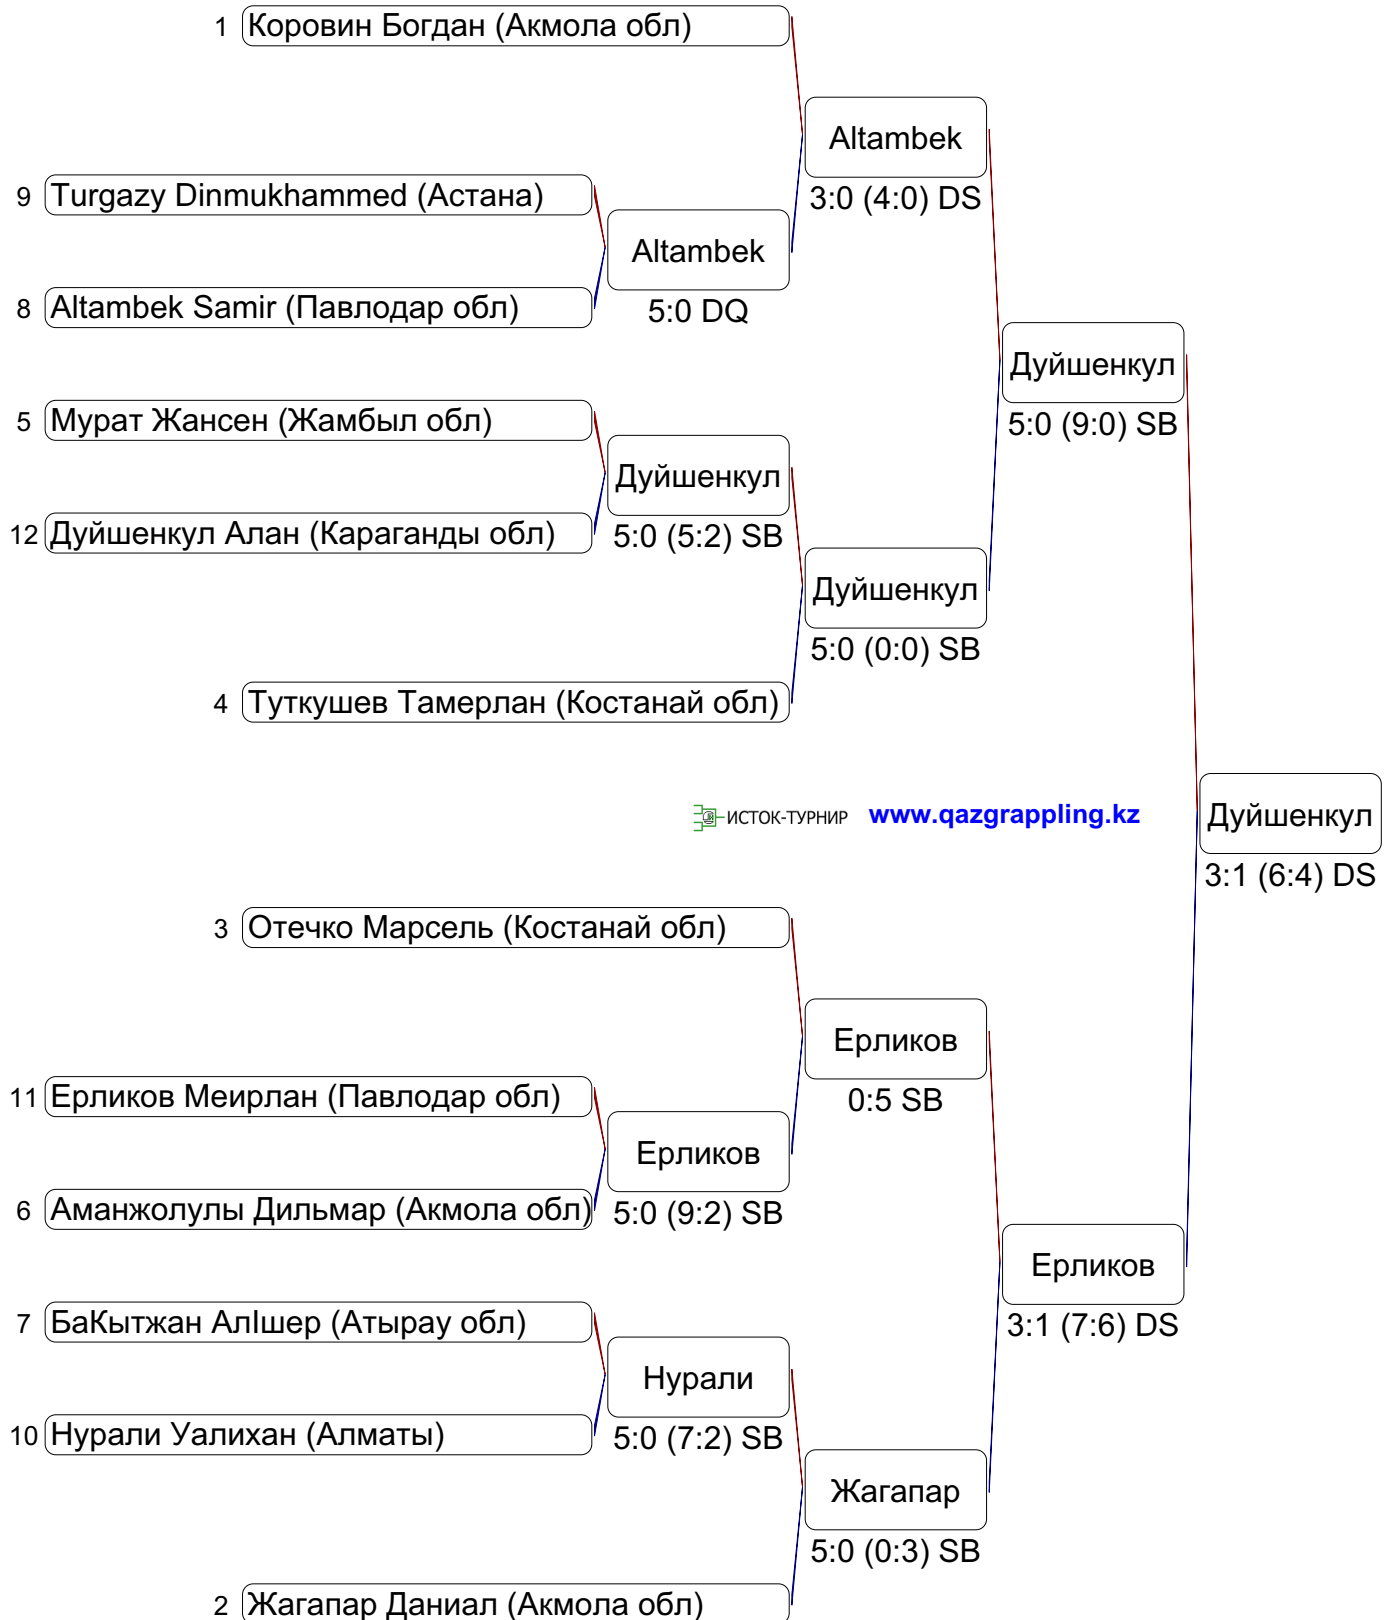 1 Коровин Богдан (Акмола обл)
Altambek
3:0 (4:0) DS
9 Turgazy Dinmukhammed (Астана)
Altambek
5:0 DQ
8 Altambek Samir (Павлодар обл)
Дуйшенкул
5:0 (9:0) SB
5 Мурат Жансен (Жамбыл обл)
Дуйшенкул
5:0 (5:2) SB
12 Дуйшенкул Алан (Караганды обл)
Дуйшенкул
5:0 (0:0) SB
4 Туткушев Тамерлан (Костанай обл)
ИСТОК-ТУРНИР www.qazgrappling.kz
Дуйшенкул
3:1 (6:4) DS
3 Отечко Марсель (Костанай обл)
Ерликов
0:5 SB
11 Ерликов Меирлан (Павлодар обл)
Ерликов
5:0 (9:2) SB
6 Аманжолулы Дильмар (Акмола обл)
Ерликов
3:1 (7:6) DS
7 БаКытжан АлІшер (Атырау обл)
Нурали
5:0 (7:2) SB
10 Нурали Уалихан (Алматы)
Жагапар
5:0 (0:3) SB
2 Жагапар Даниал (Акмола обл)